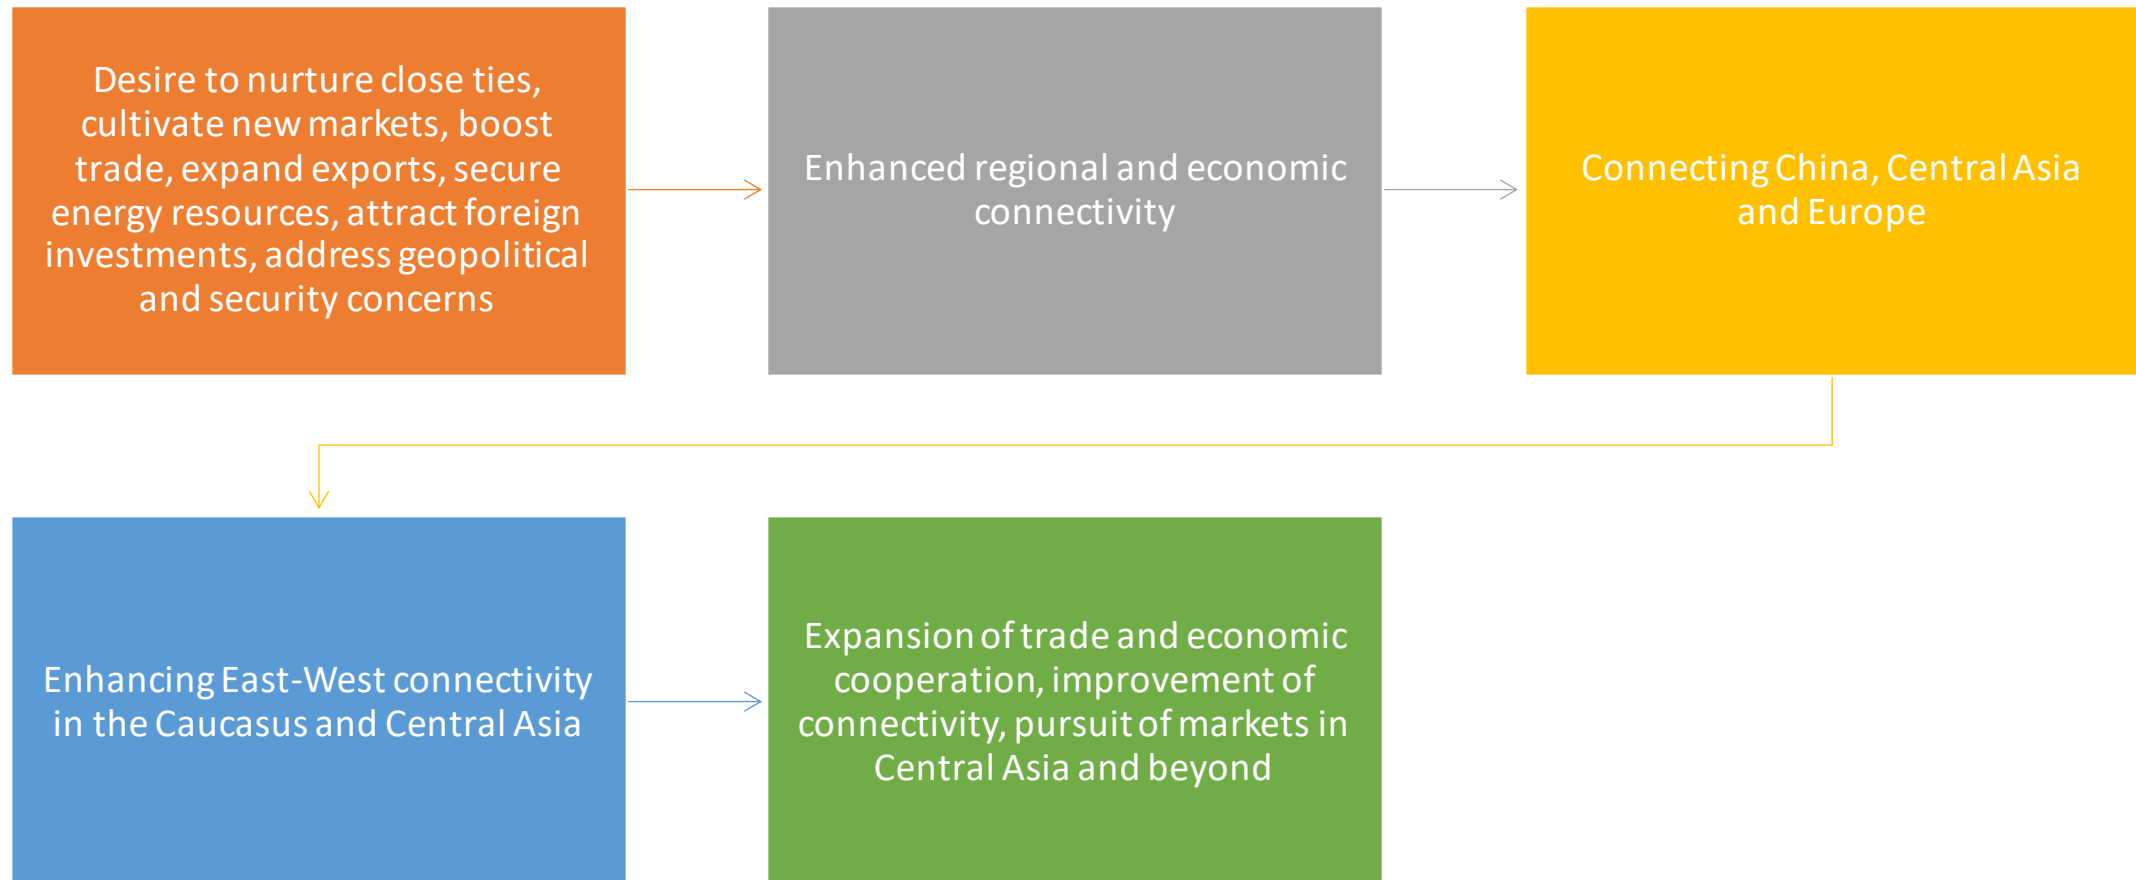 Desire to nurture close ties,
cultivate new markets, boost
trade, expand exports, secure
energy resources, attract foreign
investments, address geopolitical
and security concerns
Enhanced regional and economic
connectivity
Connecting China, Central Asia
and Europe
Enhancing East-West connectivity
in the Caucasus and Central Asia
Expansion of trade and economic
cooperation, improvement of
connectivity, pursuit of markets in
Central Asia and beyond